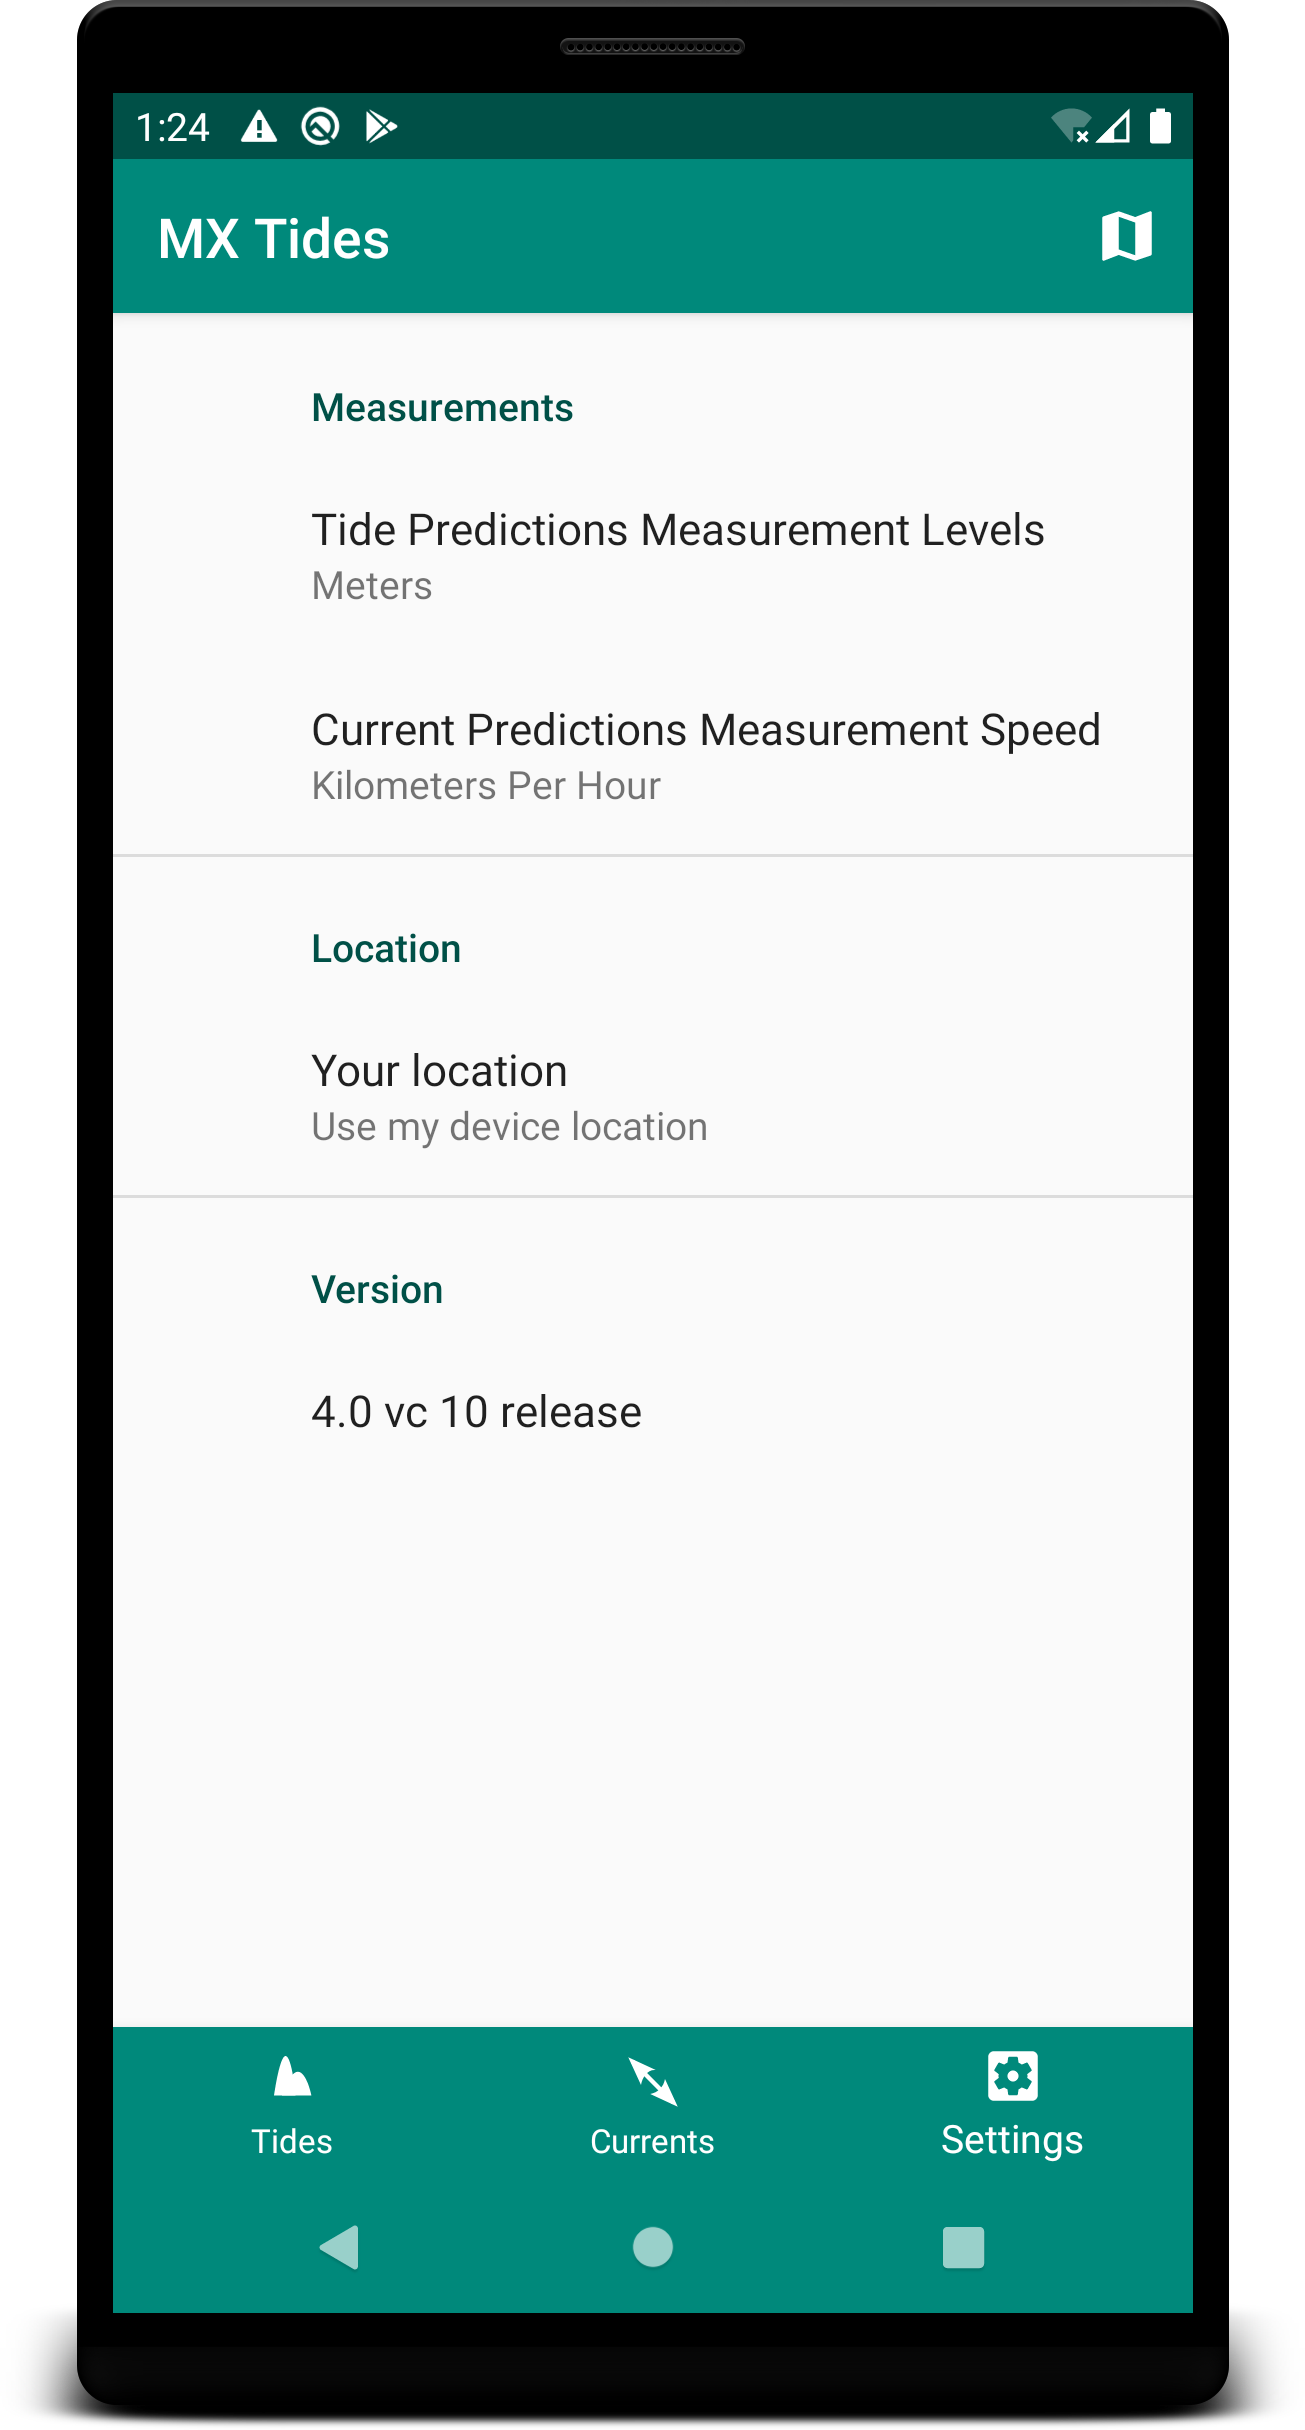 1:24
MX Tides
Measurements
Tide Predictions Measurement Levels
Meters
Current Predictions Measurement Speed
Kilometers Per Hour
Location
Your location
Use my device location
Version
4.0 vc 10 release
Tides
Currents
Settings